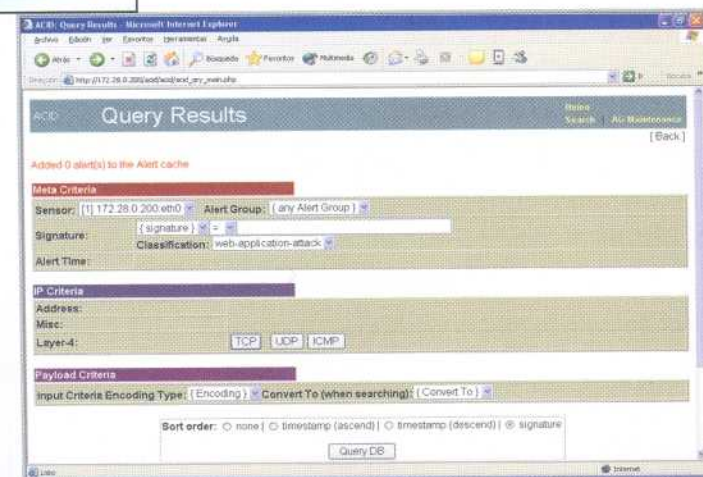 ACID: Query Results - Microsoft Internet Explorer
Archivo Edición Ver Favoritos Herramientas Ayuda
Atrás Búsqueda Favoritos Multimedia
Dirección http://172.28.0.200/acid/acid/acid_qry_main.php
ACID Query Results
Home
Search | AG Maintenance
[ Back ]
Added 0 alert(s) to the Alert cache
Meta Criteria
Sensor: [1] 172.28.0.200:eth0 Alert Group: { any Alert Group }
Signature: { signature } =
Classification: web-application-attack
Alert Time:
IP Criteria
Address:
Misc:
Layer-4: TCP UDP ICMP
Payload Criteria
Input Criteria Encoding Type: { Encoding } Convert To (when searching): { Convert To }
Sort order: none | timestamp (ascend) | timestamp (descend) | signature
Query DB
Listo
Internet